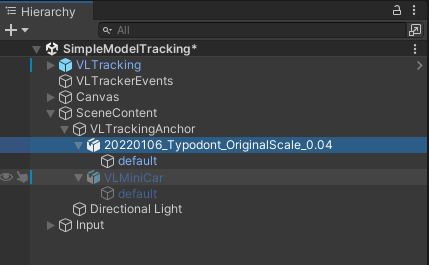 Hierarchy
All
SimpleModelTracking*
VLTracking
VLTrackerEvents
Canvas
SceneContent
VLTrackingAnchor
20220106_Typodont_OriginalScale_0.04
default
VLMiniCar
default
Directional Light
Input